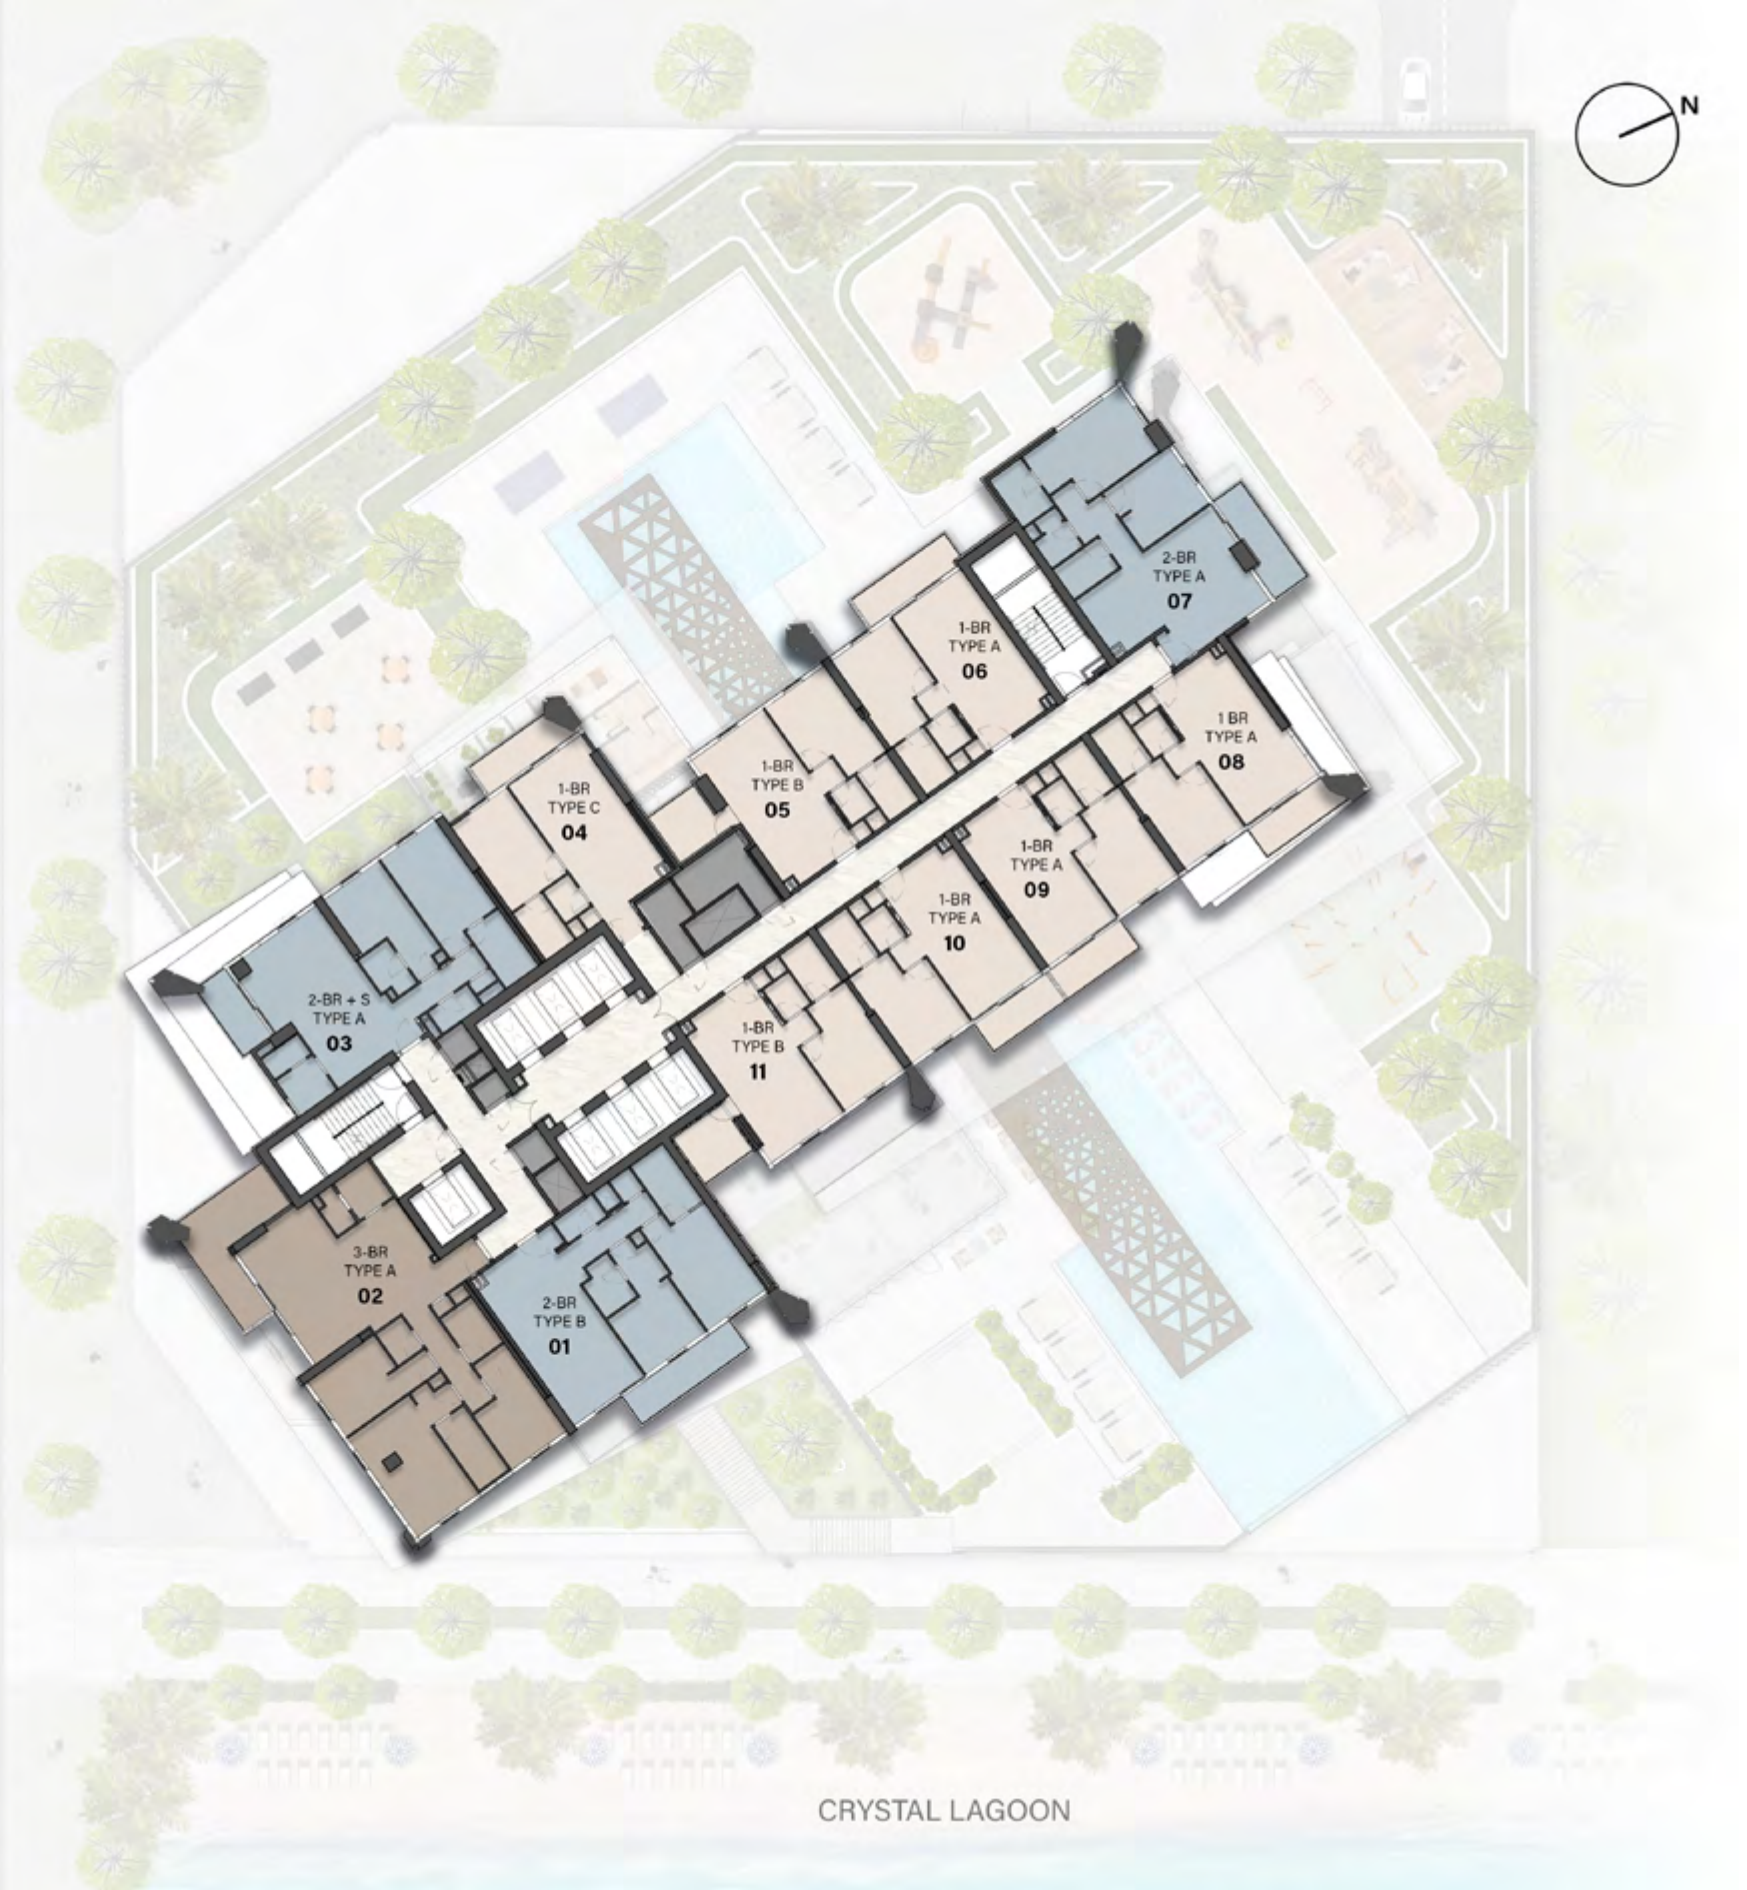 N
2-BR
TYPE A
07
1-BR
TYPE A
06
1 BR
TYPE A
08
1-BR
TYPE B
05
1-BR
TYPE C
04
1-BR
TYPE A
09
1-BR
TYPE A
10
2-BR + S
TYPE A
03
1-BR
TYPE B
11
3-BR
TYPE A
02
2-BR
TYPE B
01
CRYSTAL LAGOON